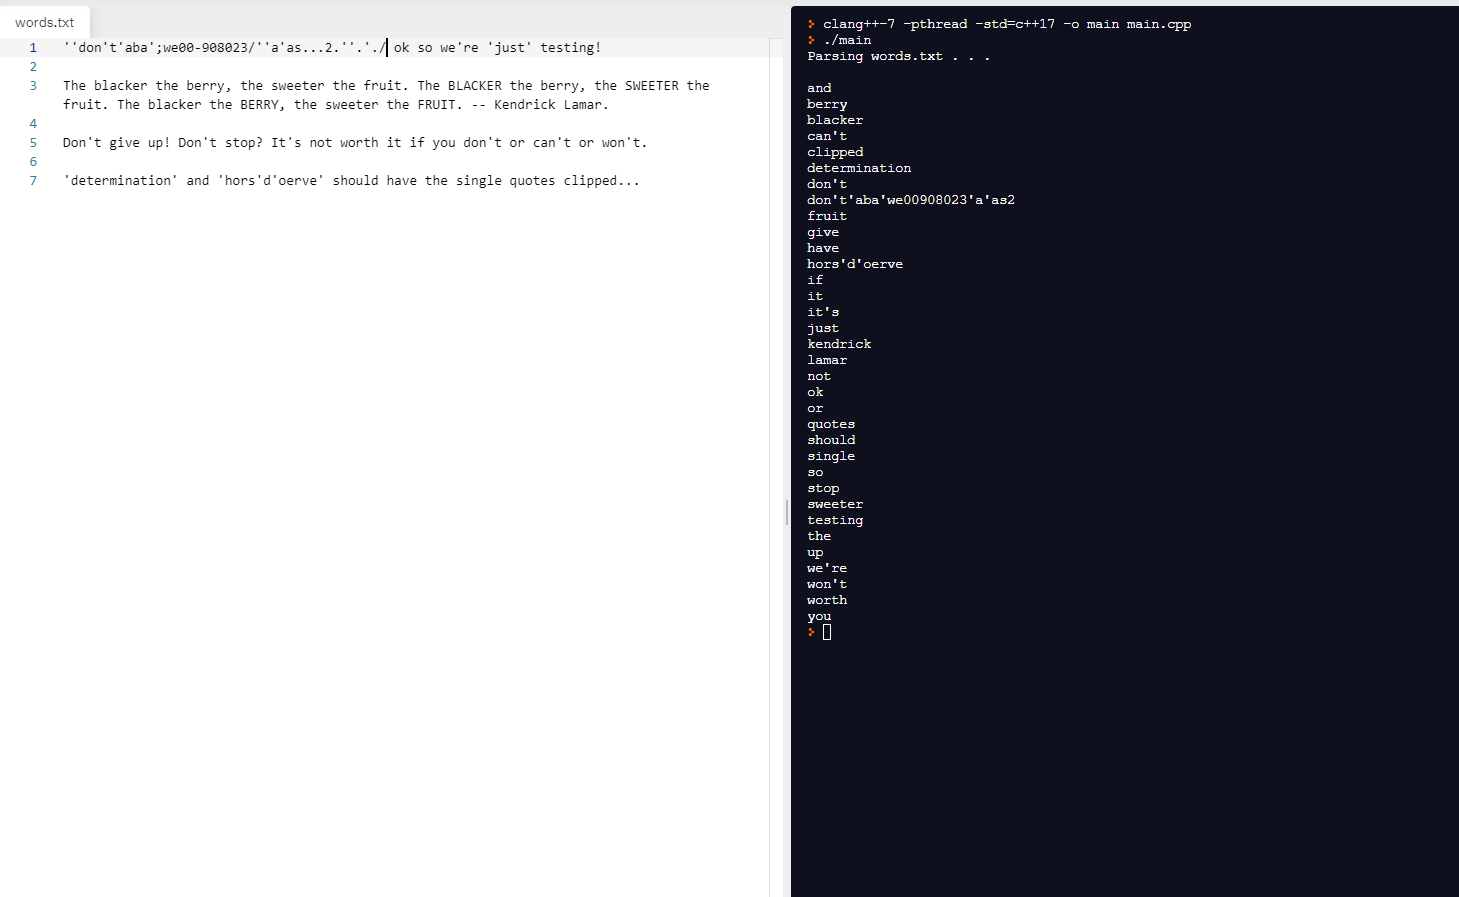 words.txt
1 ''don't'aba';we00-908023/''a'as...2.''.'./ ok so we're 'just' testing!
2
3 The blacker the berry, the sweeter the fruit. The BLACKER the berry, the SWEETER the
fruit. The blacker the BERRY, the sweeter the FRUIT. -- Kendrick Lamar.
4
5 Don't give up! Don't stop? It's not worth it if you don't or can't or won't.
6
7 'determination' and 'hors'd'oerve' should have the single quotes clipped...
clang++-7 -pthread -std=c++17 -o main main.cpp
./main
Parsing words.txt . . .
and
berry
blacker
can't
clipped
determination
don't
don't'aba'we00908023'a'as2
fruit
give
have
hors'd'oerve
if
it
it's
just
kendrick
lamar
not
ok
or
quotes
should
single
so
stop
sweeter
testing
the
up
we're
won't
worth
you